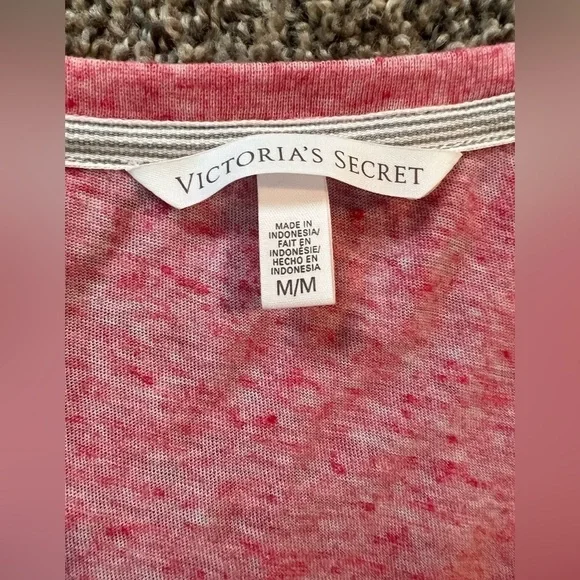 VICTORIA'S SECRET
MADE IN
INDONESIA/
FAIT EN
INDONÉSIE/
HECHO EN
INDONESIA
M/M